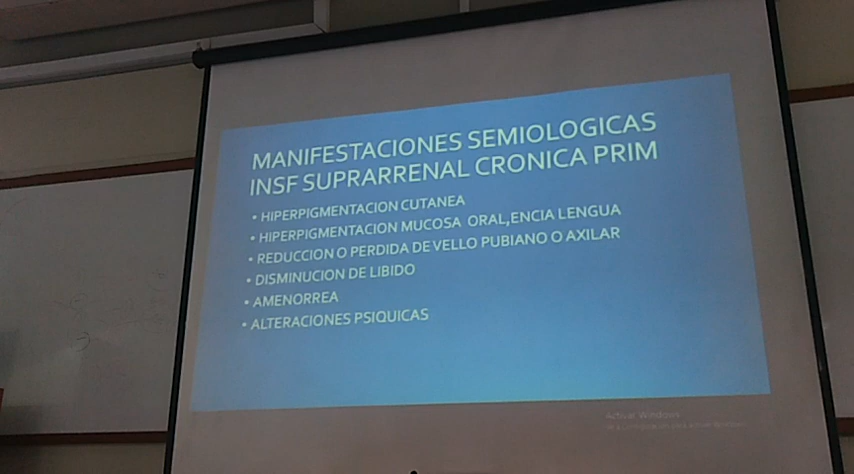 MANIFESTACIONES SEMIOLOGICAS
INSF SUPRARRENAL CRONICA PRIM
• HIPERPIGMENTACION CUTANEA
• HIPERPIGMENTACION MUCOSA ORAL,ENCIA LENGUA
• REDUCCION O PERDIDA DE VELLO PUBIANO O AXILAR
• DISMINUCION DE LIBIDO
• AMENORREA
• ALTERACIONES PSIQUICAS
Activar Windows